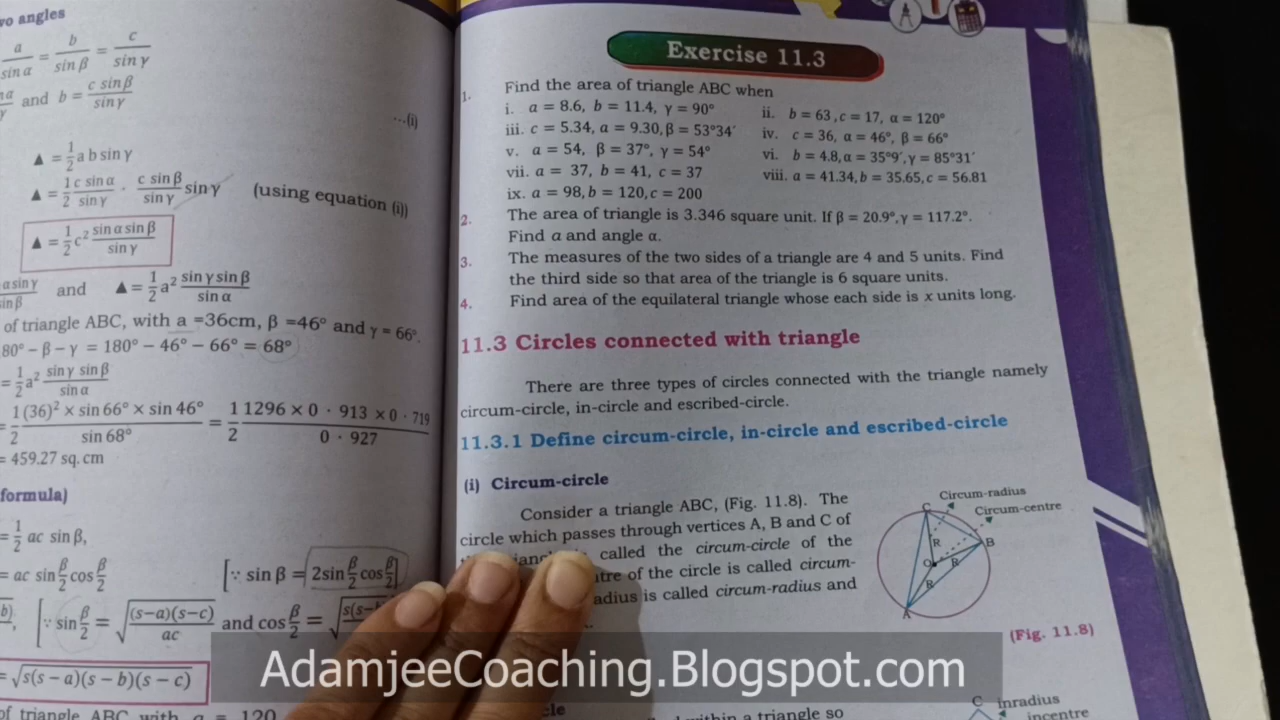 wo angles
a/sin α = b/sin β = c/sin γ
and b = c sin β/sin γ
...(i)
▲ = 1/2 a b sin γ
▲ = 1/2 c sin α/sin γ · c sin β/sin γ sin γ (using equation (i))
▲ = 1/2 c² sin α sin β/sin γ
and ▲ = 1/2 a² sin γ sin β/sin α
of triangle ABC, with a =36cm, β =46° and γ = 66°.
80° − β − γ = 180° − 46° − 66° = 68°
= 1/2 a² sin γ sin β/sin α
= 1/2 (36)² × sin 66° × sin 46°/sin 68° = 1/2 1296 × 0 · 913 × 0 · 719/0 · 927
= 459.27 sq. cm
formula)
= 1/2 ac sin β,
= ac sin β/2 cos β/2 [∵ sin β = 2sin β/2 cos β/2]
[∵ sin β/2 = √(s−a)(s−c)/ac and cos β/2 = √s(s−b
= √s(s − a)(s − b)(s − c)
of triangle ABC with a = 120
Exercise 11.3
1. Find the area of triangle ABC when
i. a = 8.6, b = 11.4, γ = 90° ii. b = 63, c = 17, α = 120°
iii. c = 5.34, a = 9.30, β = 53°34′ iv. c = 36, α = 46°, β = 66°
v. a = 54, β = 37°, γ = 54° vi. b = 4.8, α = 35°9′, γ = 85°31′
vii. a = 37, b = 41, c = 37 viii. a = 41.34, b = 35.65, c = 56.81
ix. a = 98, b = 120, c = 200
2. The area of triangle is 3.346 square unit. If β = 20.9°, γ = 117.2°.
Find a and angle α.
3. The measures of the two sides of a triangle are 4 and 5 units. Find
the third side so that area of the triangle is 6 square units.
4. Find area of the equilateral triangle whose each side is x units long.
11.3 Circles connected with triangle
There are three types of circles connected with the triangle namely
circum-circle, in-circle and escribed-circle.
11.3.1 Define circum-circle, in-circle and escribed-circle
(i) Circum-circle
Consider a triangle ABC, (Fig. 11.8). The
circle which passes through vertices A, B and C of
called the circum-circle of the
of the circle is called circum-
is called circum-radius and
Circum-radius
Circum-centre
C
B
R
O
R
R
A
(Fig. 11.8)
within a triangle so
C inradius
incentre
AdamjeeCoaching.Blogspot.com